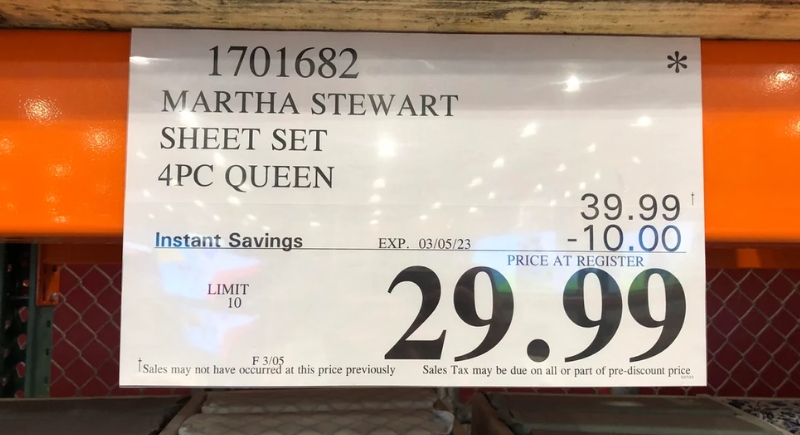 1701682 *
MARTHA STEWART
SHEET SET
4PC QUEEN
39.99 †
Instant Savings EXP. 03/05/23 -10.00
PRICE AT REGISTER
LIMIT
10
29.99
F 3/05
†Sales may not have occurred at this price previously Sales Tax may be due on all or part of pre-discount price